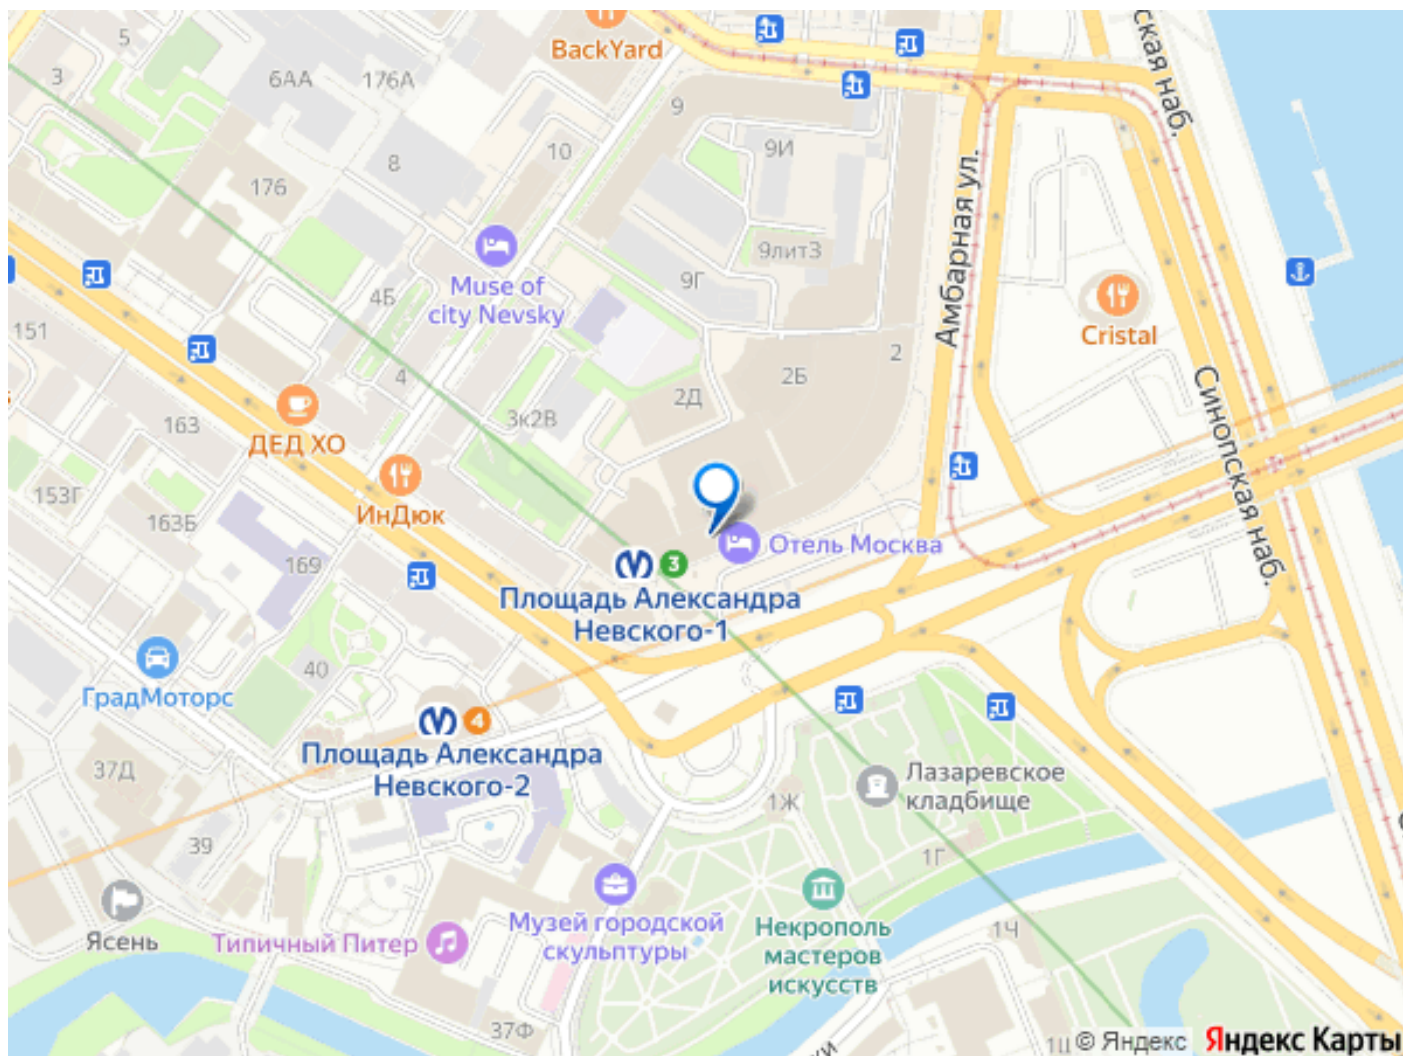 5
3
6АА
176А
BackYard
8
176
9
10
9И
9литЗ
9Г
ская наб.
Амбарная ул.
Muse of
city Nevsky
4Б
4
151
163
ДЕД ХО
ИнДюк
153Г
163Б
169
3к2В
2Д
2Б
2
Cristal
Синопская наб.
Отель Москва
3
Площадь Александра
Невского-1
40
ГрадМоторс
4
Площадь Александра
Невского-2
37Д
39
Ясень
Типичный Питер
Музей городской
скульптуры
37Ф
1Ж
Лазаревское
кладбище
1Г
Некрополь
мастеров
искусств
1Ч
1Ц
© Яндекс
Яндекс Карты